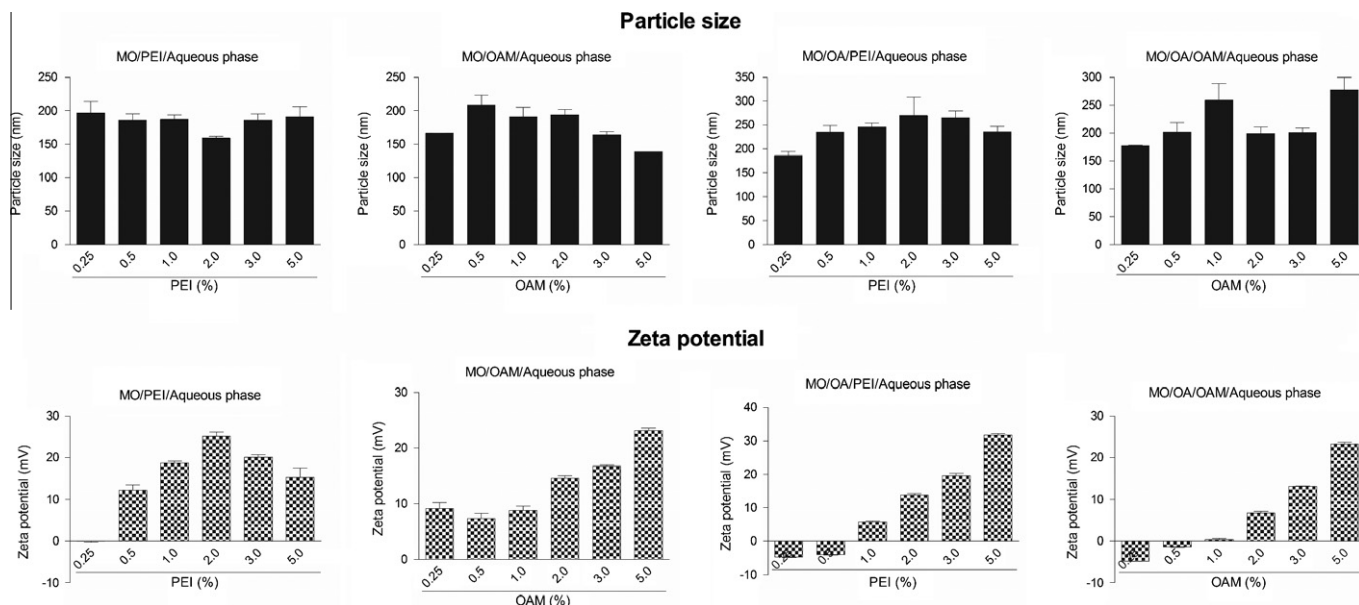 Particle size
MO/PEI/Aqueous phase
Particle size (nm)
250
200
150
100
50
0
0.25 0.5 1.0 2.0 3.0 5.0
PEI (%)
MO/OAM/Aqueous phase
Particle size (nm)
250
200
150
100
50
0
0.25 0.5 1.0 2.0 3.0 5.0
OAM (%)
MO/OA/PEI/Aqueous phase
Particle size (nm)
350
300
250
200
150
100
50
0
0.25 0.5 1.0 2.0 3.0 5.0
PEI (%)
MO/OA/OAM/Aqueous phase
Particle size (nm)
300
200
100
0
0.25 0.5 1.0 2.0 3.0 5.0
OAM (%)
Zeta potential
MO/PEI/Aqueous phase
Zeta potential (mV)
30
20
10
0
-10
0.25 0.5 1.0 2.0 3.0 5.0
PEI (%)
MO/OAM/Aqueous phase
Zeta potential (mV)
30
20
10
0
0.25 0.5 1.0 2.0 3.0 5.0
OAM (%)
MO/OA/PEI/Aqueous phase
Zeta potential (mV)
40
30
20
10
0
-10
1.0 2.0 3.0 5.0
PEI (%)
MO/OA/OAM/Aqueous phase
Zeta potential (mV)
30
20
10
0
-10
0.5 1.0 2.0 3.0 5.0
OAM (%)